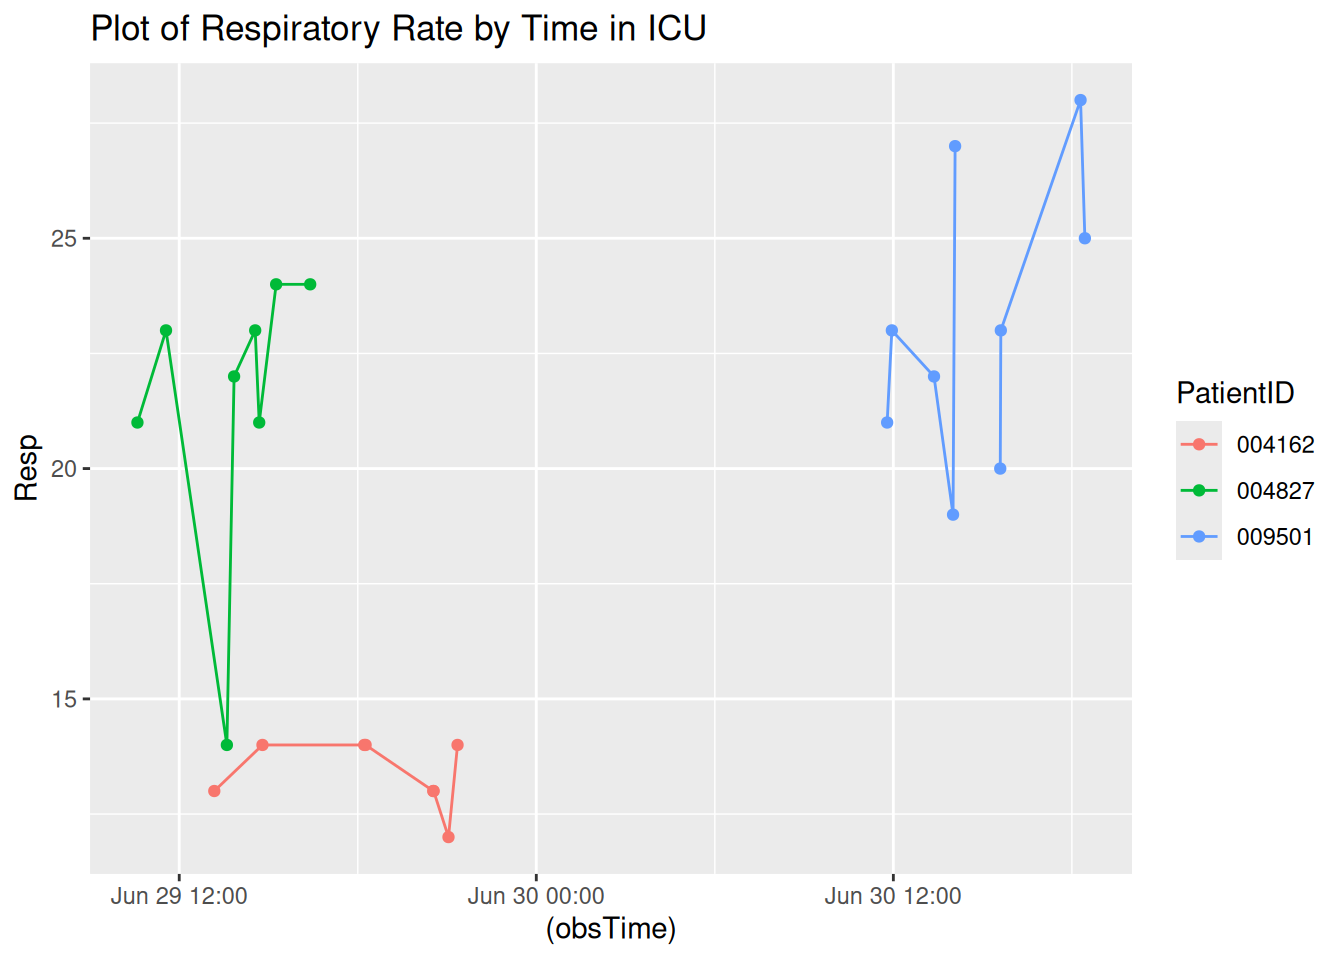 Plot of Respiratory Rate by Time in ICU
Resp
25
20
15
Jun 29 12:00
Jun 30 00:00
Jun 30 12:00
(obsTime)
PatientID
004162
004827
009501